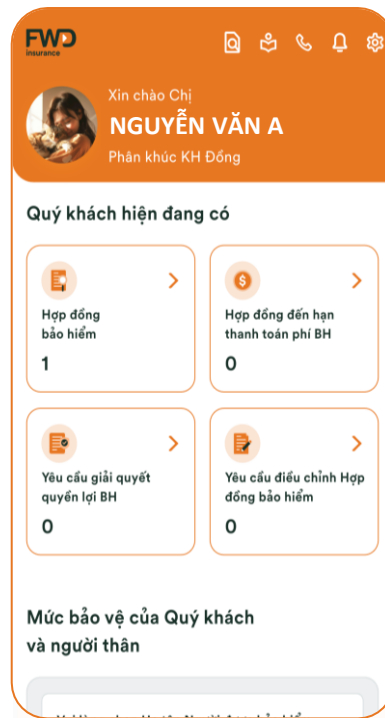 FWD
insurance
Xin chào Chị
NGUYỄN VĂN A
Phân khúc KH Đồng
Quý khách hiện đang có
Hợp đồng
bảo hiểm
1
Hợp đồng đến hạn
thanh toán phí BH
0
Yêu cầu giải quyết
quyền lợi BH
0
Yêu cầu điều chỉnh Hợp
đồng bảo hiểm
0
Mức bảo vệ của Quý khách
và người thân